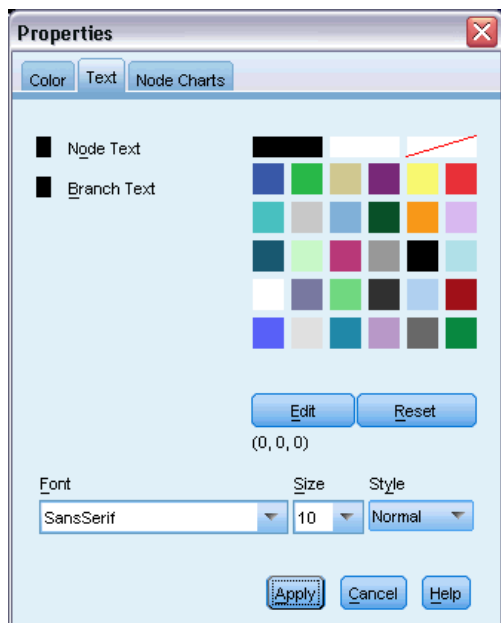 Properties
Color Text Node Charts
Node Text
Branch Text
Edit Reset
(0, 0, 0)
Font Size Style
SansSerif 10 Normal
Apply Cancel Help